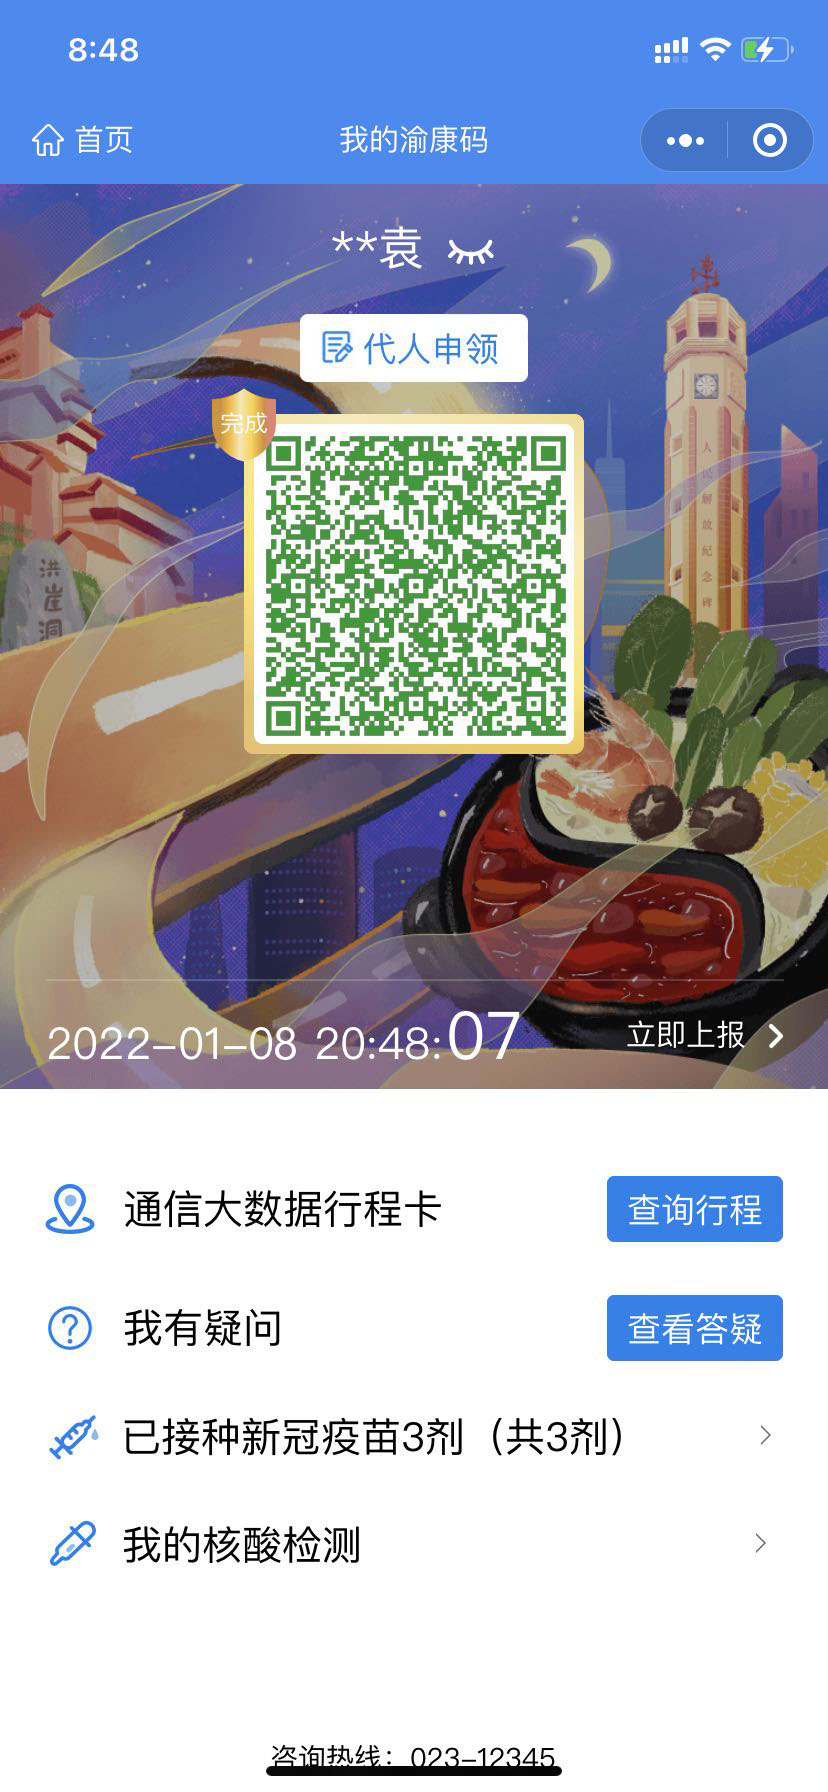 8:48
首页
我的渝康码
**袁
代人申领
完成
人民解放纪念碑
洪崖洞
2022-01-08 20:48:07
立即上报
通信大数据行程卡
查询行程
我有疑问
查看答疑
已接种新冠疫苗3剂（共3剂）
我的核酸检测
咨询热线：023-12345